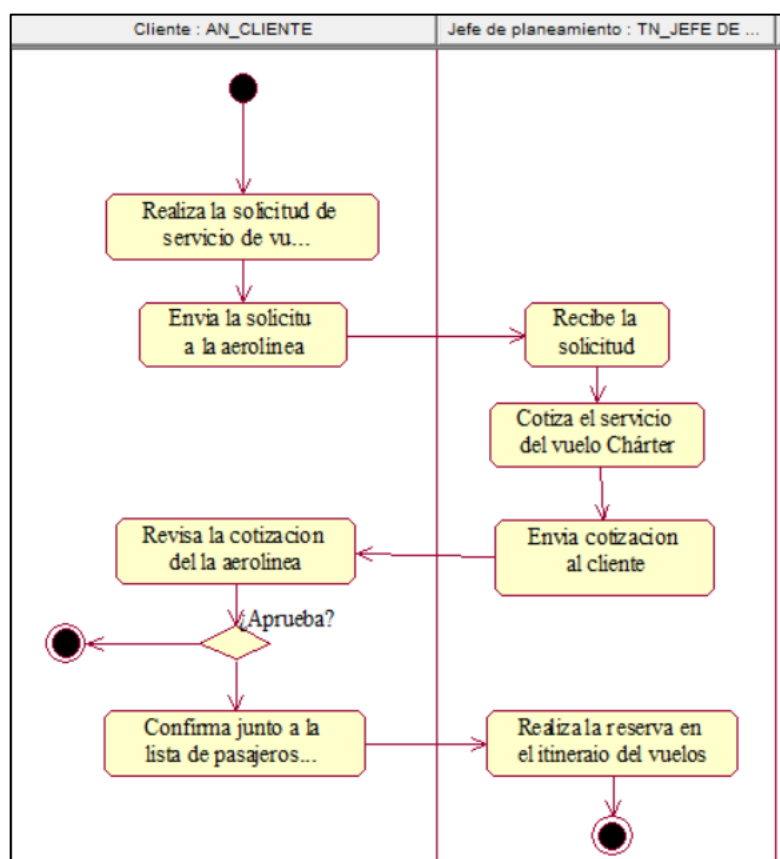 Cliente : AN_CLIENTE
Jefe de planeamiento : TN_JEFE DE ...
Realiza la solicitud de
servicio de vu...
Envia la solicitu
a la aerolinea
Recibe la
solicitud
Cotiza el servicio
del vuelo Chárter
Envia cotizacion
al cliente
Revisa la cotizacion
del la aerolinea
¿Aprueba?
Confirma junto a la
lista de pasajeros...
Realiza la reserva en
el itineraio del vuelos